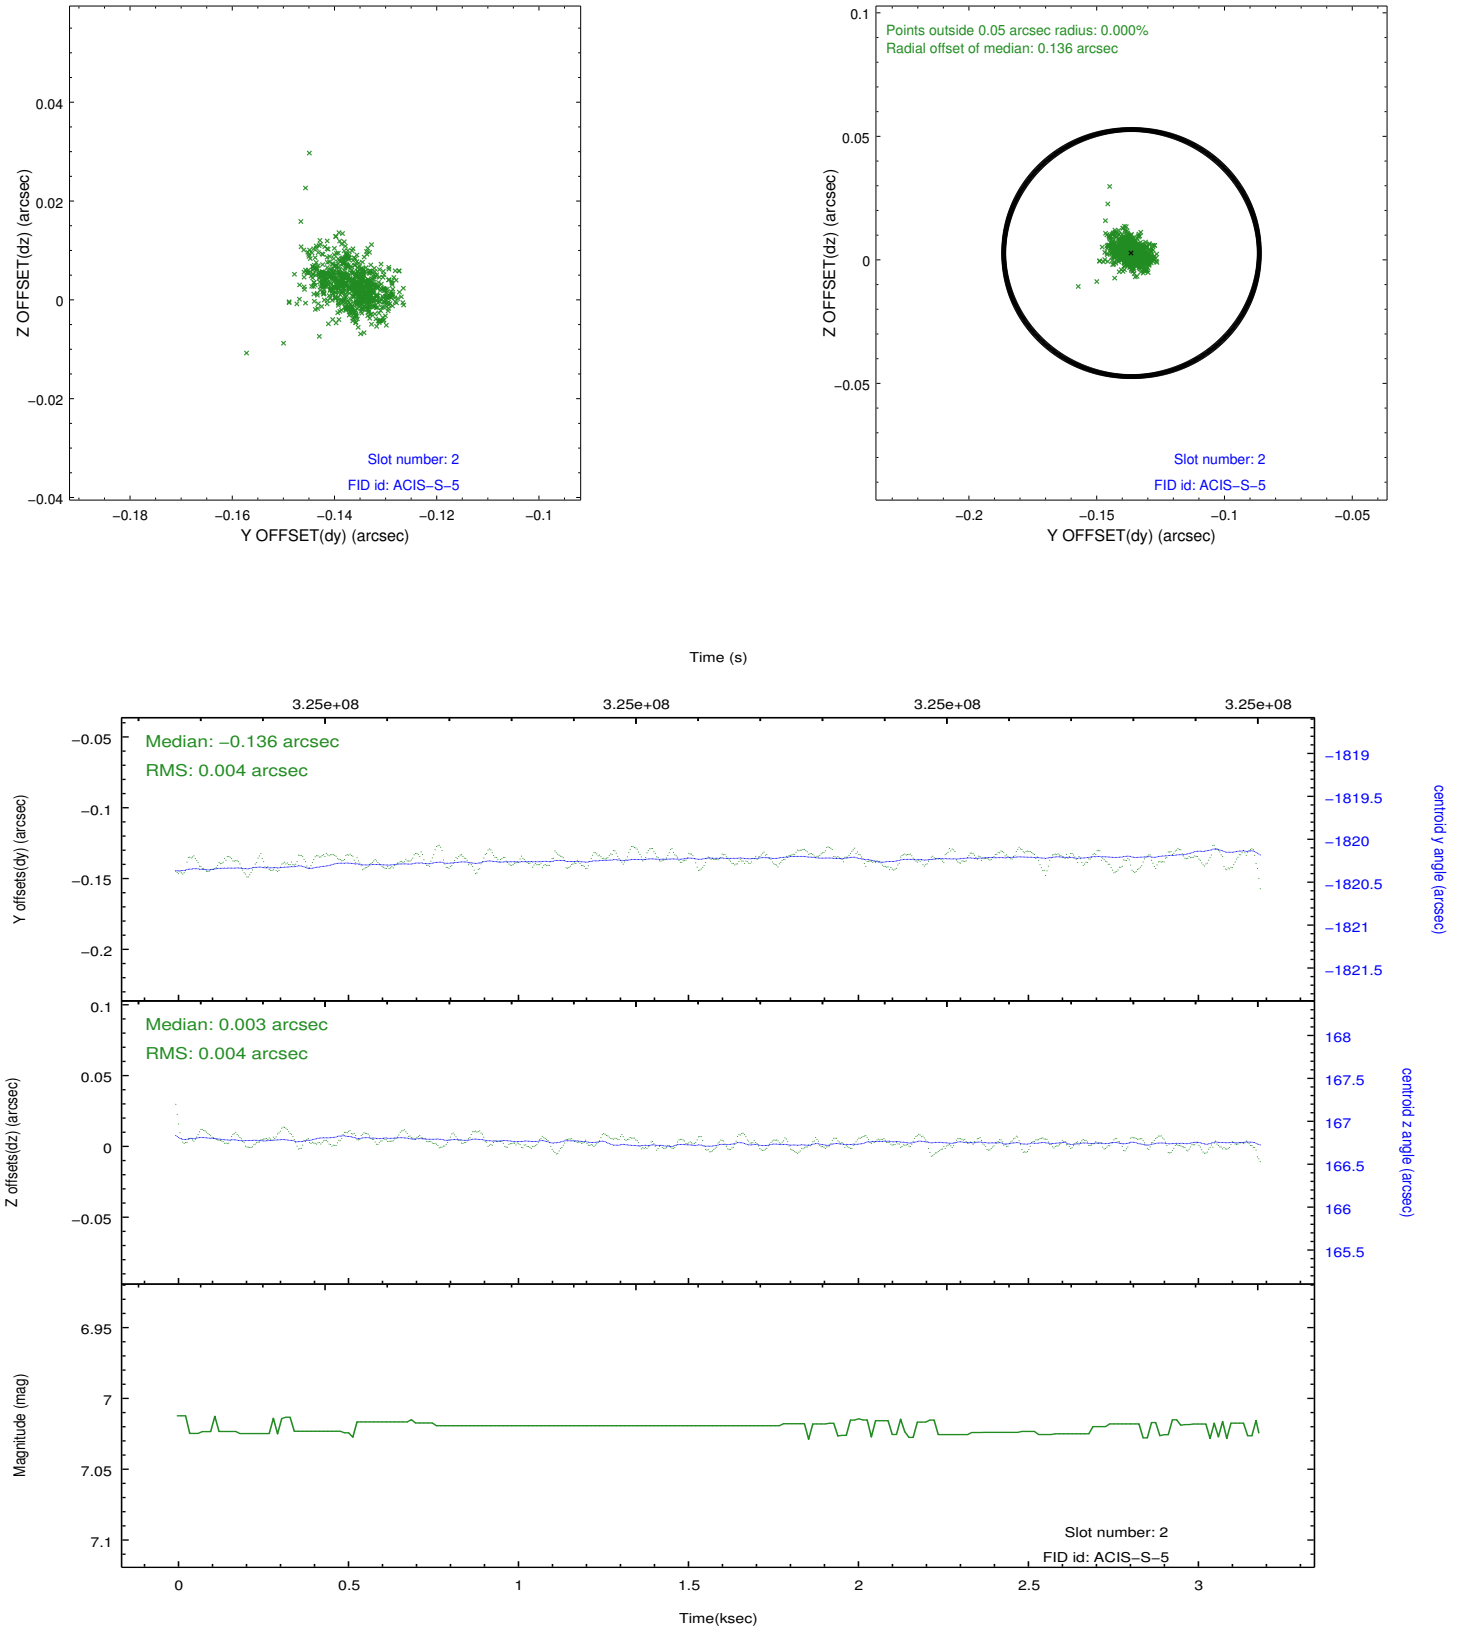 0.04
0.02
0
−0.02
−0.04
Z OFFSET(dz) (arcsec)
Slot number: 2
FID id: ACIS−S−5
−0.18
−0.16
−0.14
−0.12
−0.1
Y OFFSET(dy) (arcsec)
Points outside 0.05 arcsec radius: 0.000%
Radial offset of median: 0.136 arcsec
0.1
0.05
0
−0.05
Z OFFSET(dz) (arcsec)
Slot number: 2
FID id: ACIS−S−5
−0.2
−0.15
−0.1
−0.05
Y OFFSET(dy) (arcsec)
Time (s)
3.25e+08
3.25e+08
3.25e+08
3.25e+08
Median: −0.136 arcsec
RMS: 0.004 arcsec
−0.05
−0.1
−0.15
−0.2
Y offsets(dy) (arcsec)
−1819
−1819.5
−1820
−1820.5
−1821
−1821.5
centroid y angle (arcsec)
Median: 0.003 arcsec
RMS: 0.004 arcsec
0.1
0.05
0
−0.05
Z offsets(dz) (arcsec)
168
167.5
167
166.5
166
165.5
centroid z angle (arcsec)
6.95
7
7.05
7.1
Magnitude (mag)
Slot number: 2
FID id: ACIS−S−5
0
0.5
1
1.5
2
2.5
3
Time(ksec)